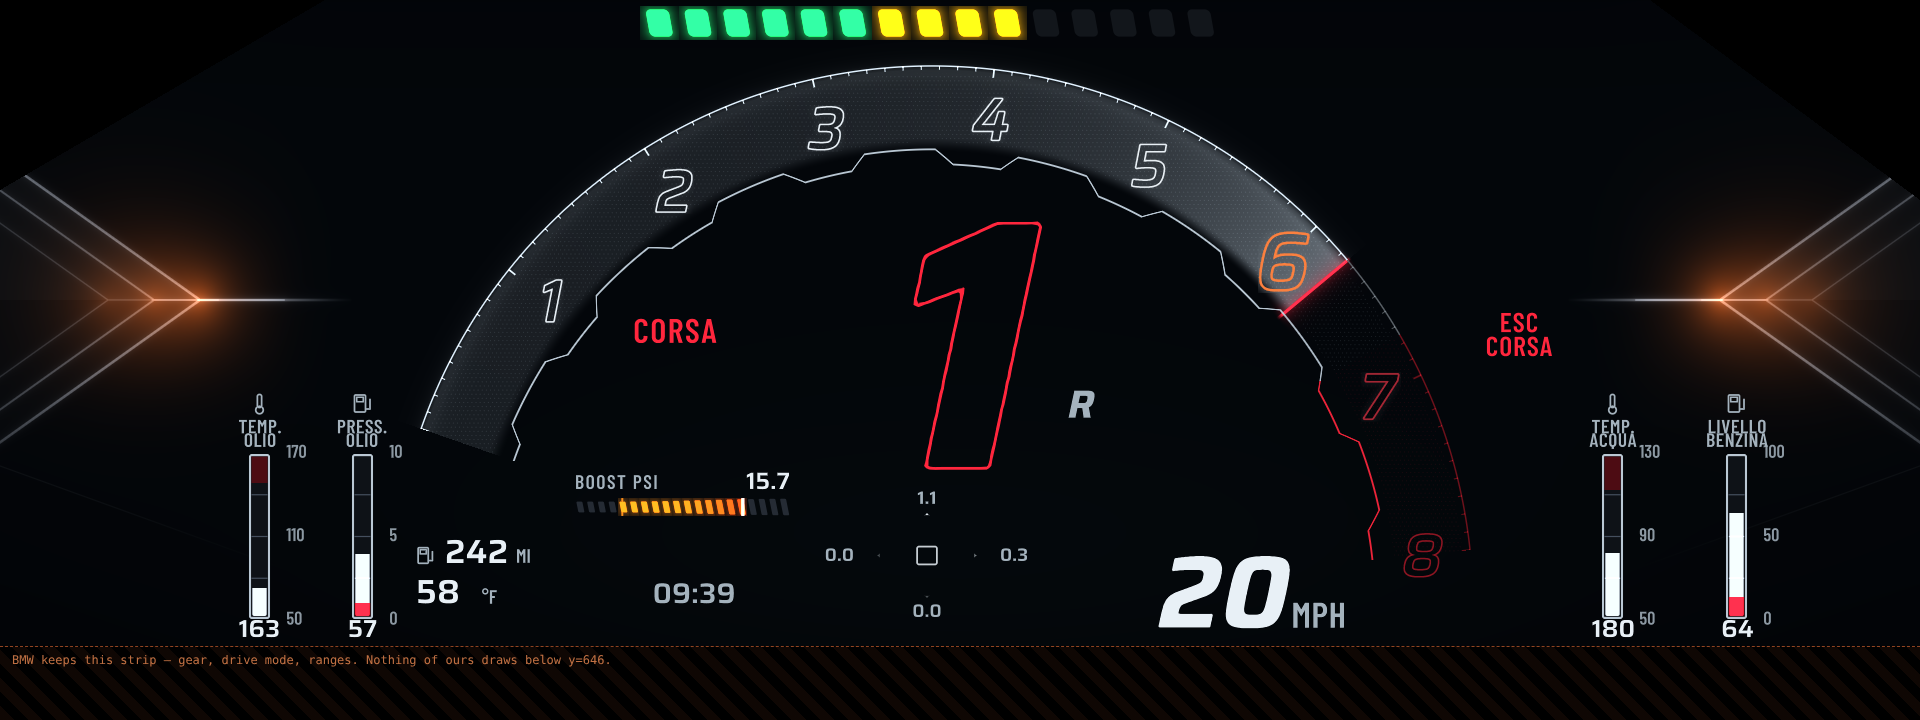 3
4
2
5
6
1
CORSA
1
ESC
CORSA
7
R
TEMP.
OLIO
170
110
50
163
PRESS.
OLIO
10
5
0
57
BOOST PSI
15.7
242 MI
58 °F
09:39
1.1
0.0
0.3
0.0
8
20 MPH
TEMP.
ACQUA
130
90
50
180
LIVELLO
BENZINA
100
50
0
64
BMW keeps this strip — gear, drive mode, ranges. Nothing of ours draws below y=646.